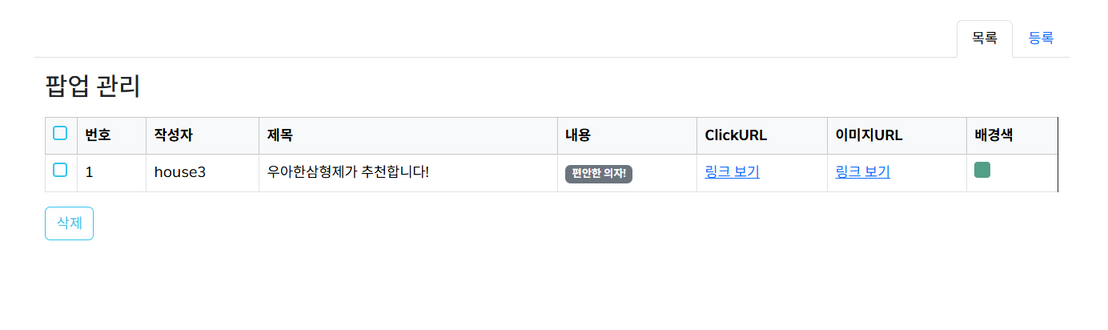 목록 등록
팝업 관리
번호 작성자 제목 내용 ClickURL 이미지URL 배경색
1 house3 우아한삼형제가 추천합니다! 편안한 의자! 링크 보기 링크 보기
삭제